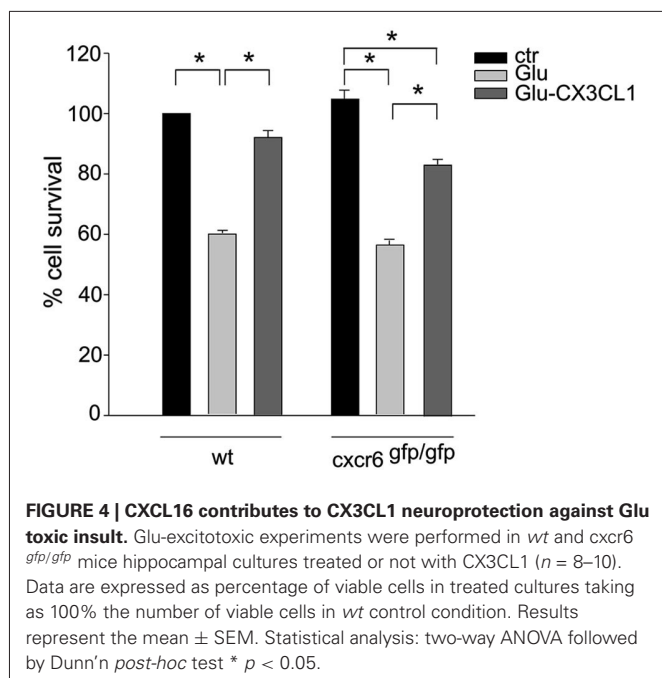 * * *
*
*
ctr
Glu
Glu-CX3CL1
120
100
80
60
40
20
0
% cell survival
wt
cxcr6 gfp/gfp
FIGURE 4 | CXCL16 contributes to CX3CL1 neuroprotection against Glu
toxic insult. Glu-excitotoxic experiments were performed in wt and cxcr6
gfp/gfp mice hippocampal cultures treated or not with CX3CL1 (n = 8–10).
Data are expressed as percentage of viable cells in treated cultures taking
as 100% the number of viable cells in wt control condition. Results
represent the mean ± SEM. Statistical analysis: two-way ANOVA followed
by Dunn'n post-hoc test * p < 0.05.